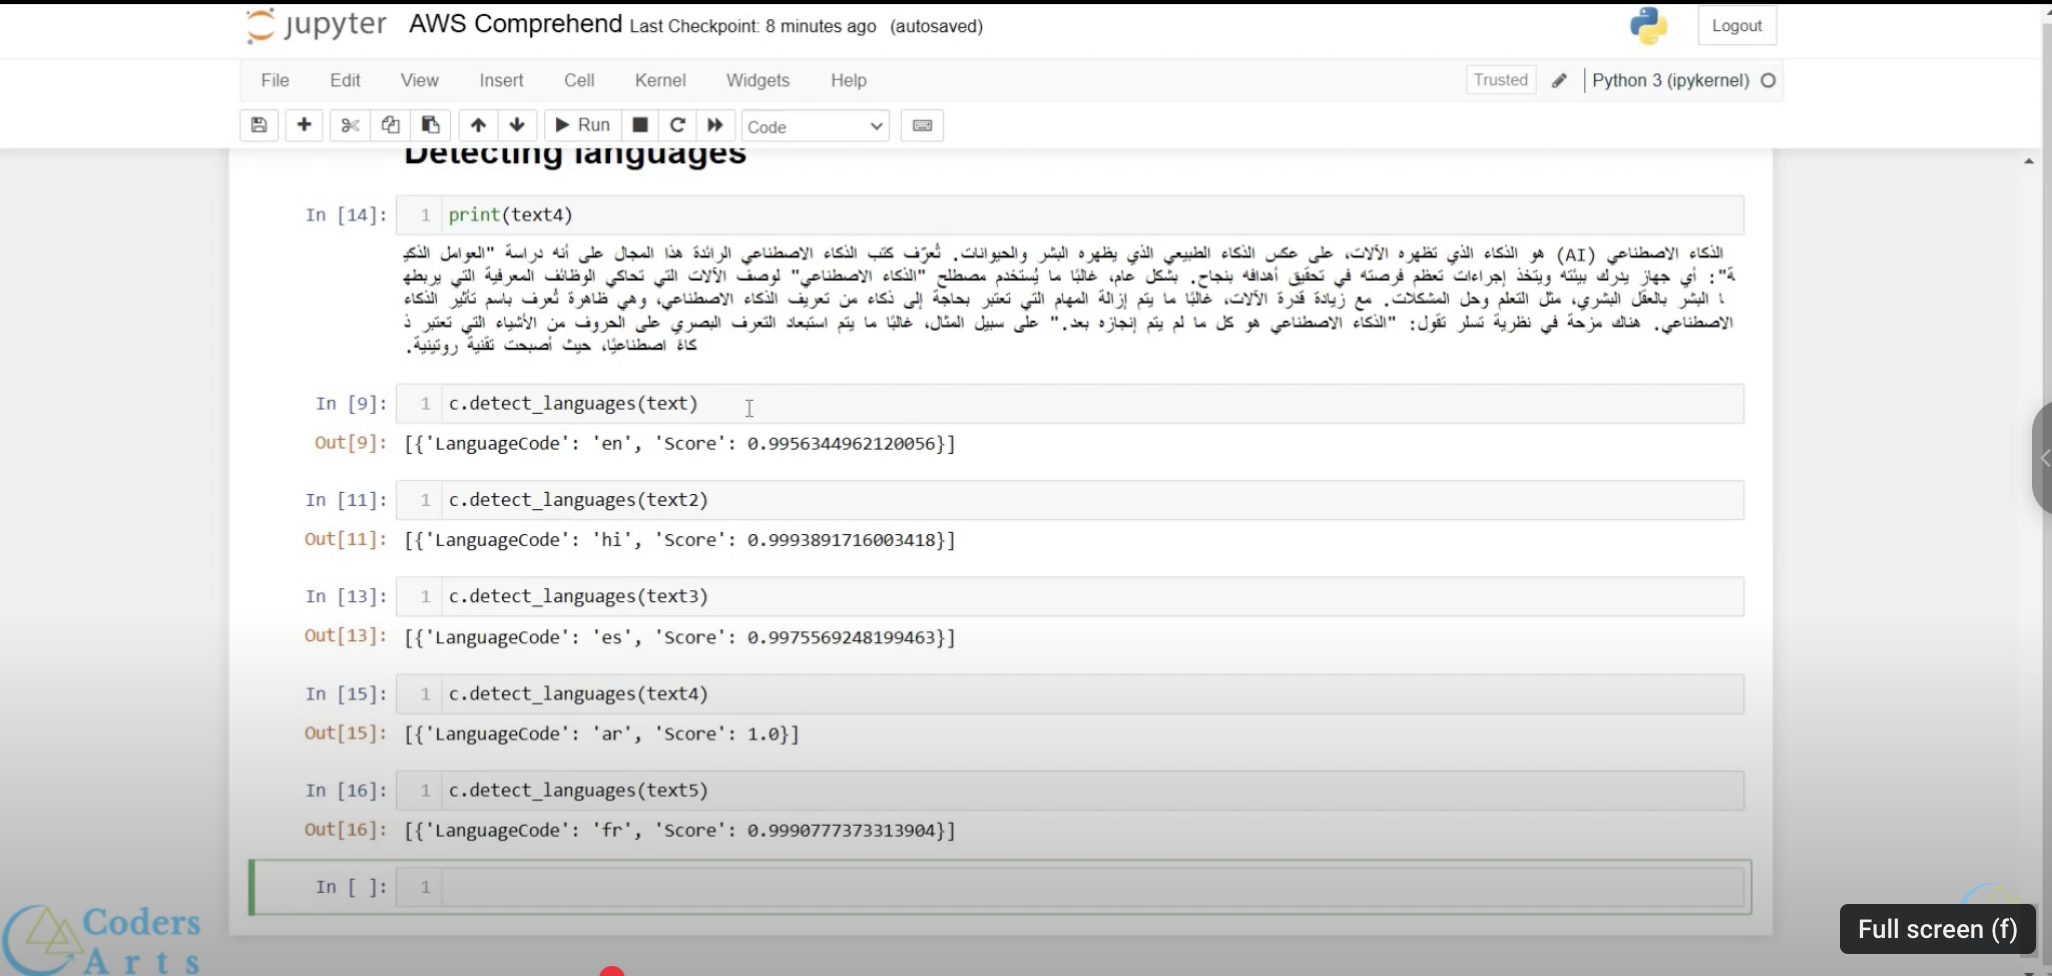 jupyter AWS Comprehend Last Checkpoint: 8 minutes ago (autosaved)
Logout
File Edit View Insert Cell Kernel Widgets Help
Trusted Python 3 (ipykernel)
Run Code
Detecting languages
In [14]: 1 print(text4)
الذكاء الاصطناعي (AI) هو الذكاء الذي تظهره الآلات، على عكس الذكاء الطبيعي الذي يظهره البشر والحيوانات. تُعرّف كتب الذكاء الاصطناعي الرائدة هذا المجال على أنه دراسة "العوامل الذكي
ة": أي جهاز يدرك بيئته ويتخذ إجراءات تعظم فرصته في تحقيق أهدافه بنجاح. بشكل عام، غالبًا ما يُستخدم مصطلح "الذكاء الاصطناعي" لوصف الآلات التي تحاكي الوظائف المعرفية التي يربطه
ا البشر بالعقل البشري، مثل التعلم وحل المشكلات. مع زيادة قدرة الآلات، غالبًا ما يتم إزالة المهام التي تعتبر بحاجة إلى ذكاء من تعريف الذكاء الاصطناعي، وهي ظاهرة تُعرف باسم تأثير الذكاء
الاصطناعي. هناك مزحة في نظرية تسلر تقول: "الذكاء الاصطناعي هو كل ما لم يتم إنجازه بعد." على سبيل المثال، غالبًا ما يتم استبعاد التعرف البصري على الحروف من الأشياء التي تعتبر ذ
كاءً اصطناعيًا، حيث أصبحت تقنية روتينية.
In [9]: 1 c.detect_languages(text)
Out[9]: [{'LanguageCode': 'en', 'Score': 0.9956344962120056}]
In [11]: 1 c.detect_languages(text2)
Out[11]: [{'LanguageCode': 'hi', 'Score': 0.9993891716003418}]
In [13]: 1 c.detect_languages(text3)
Out[13]: [{'LanguageCode': 'es', 'Score': 0.9975569248199463}]
In [15]: 1 c.detect_languages(text4)
Out[15]: [{'LanguageCode': 'ar', 'Score': 1.0}]
In [16]: 1 c.detect_languages(text5)
Out[16]: [{'LanguageCode': 'fr', 'Score': 0.9990777373313904}]
In [ ]: 1
Coders
Arts
Full screen (f)